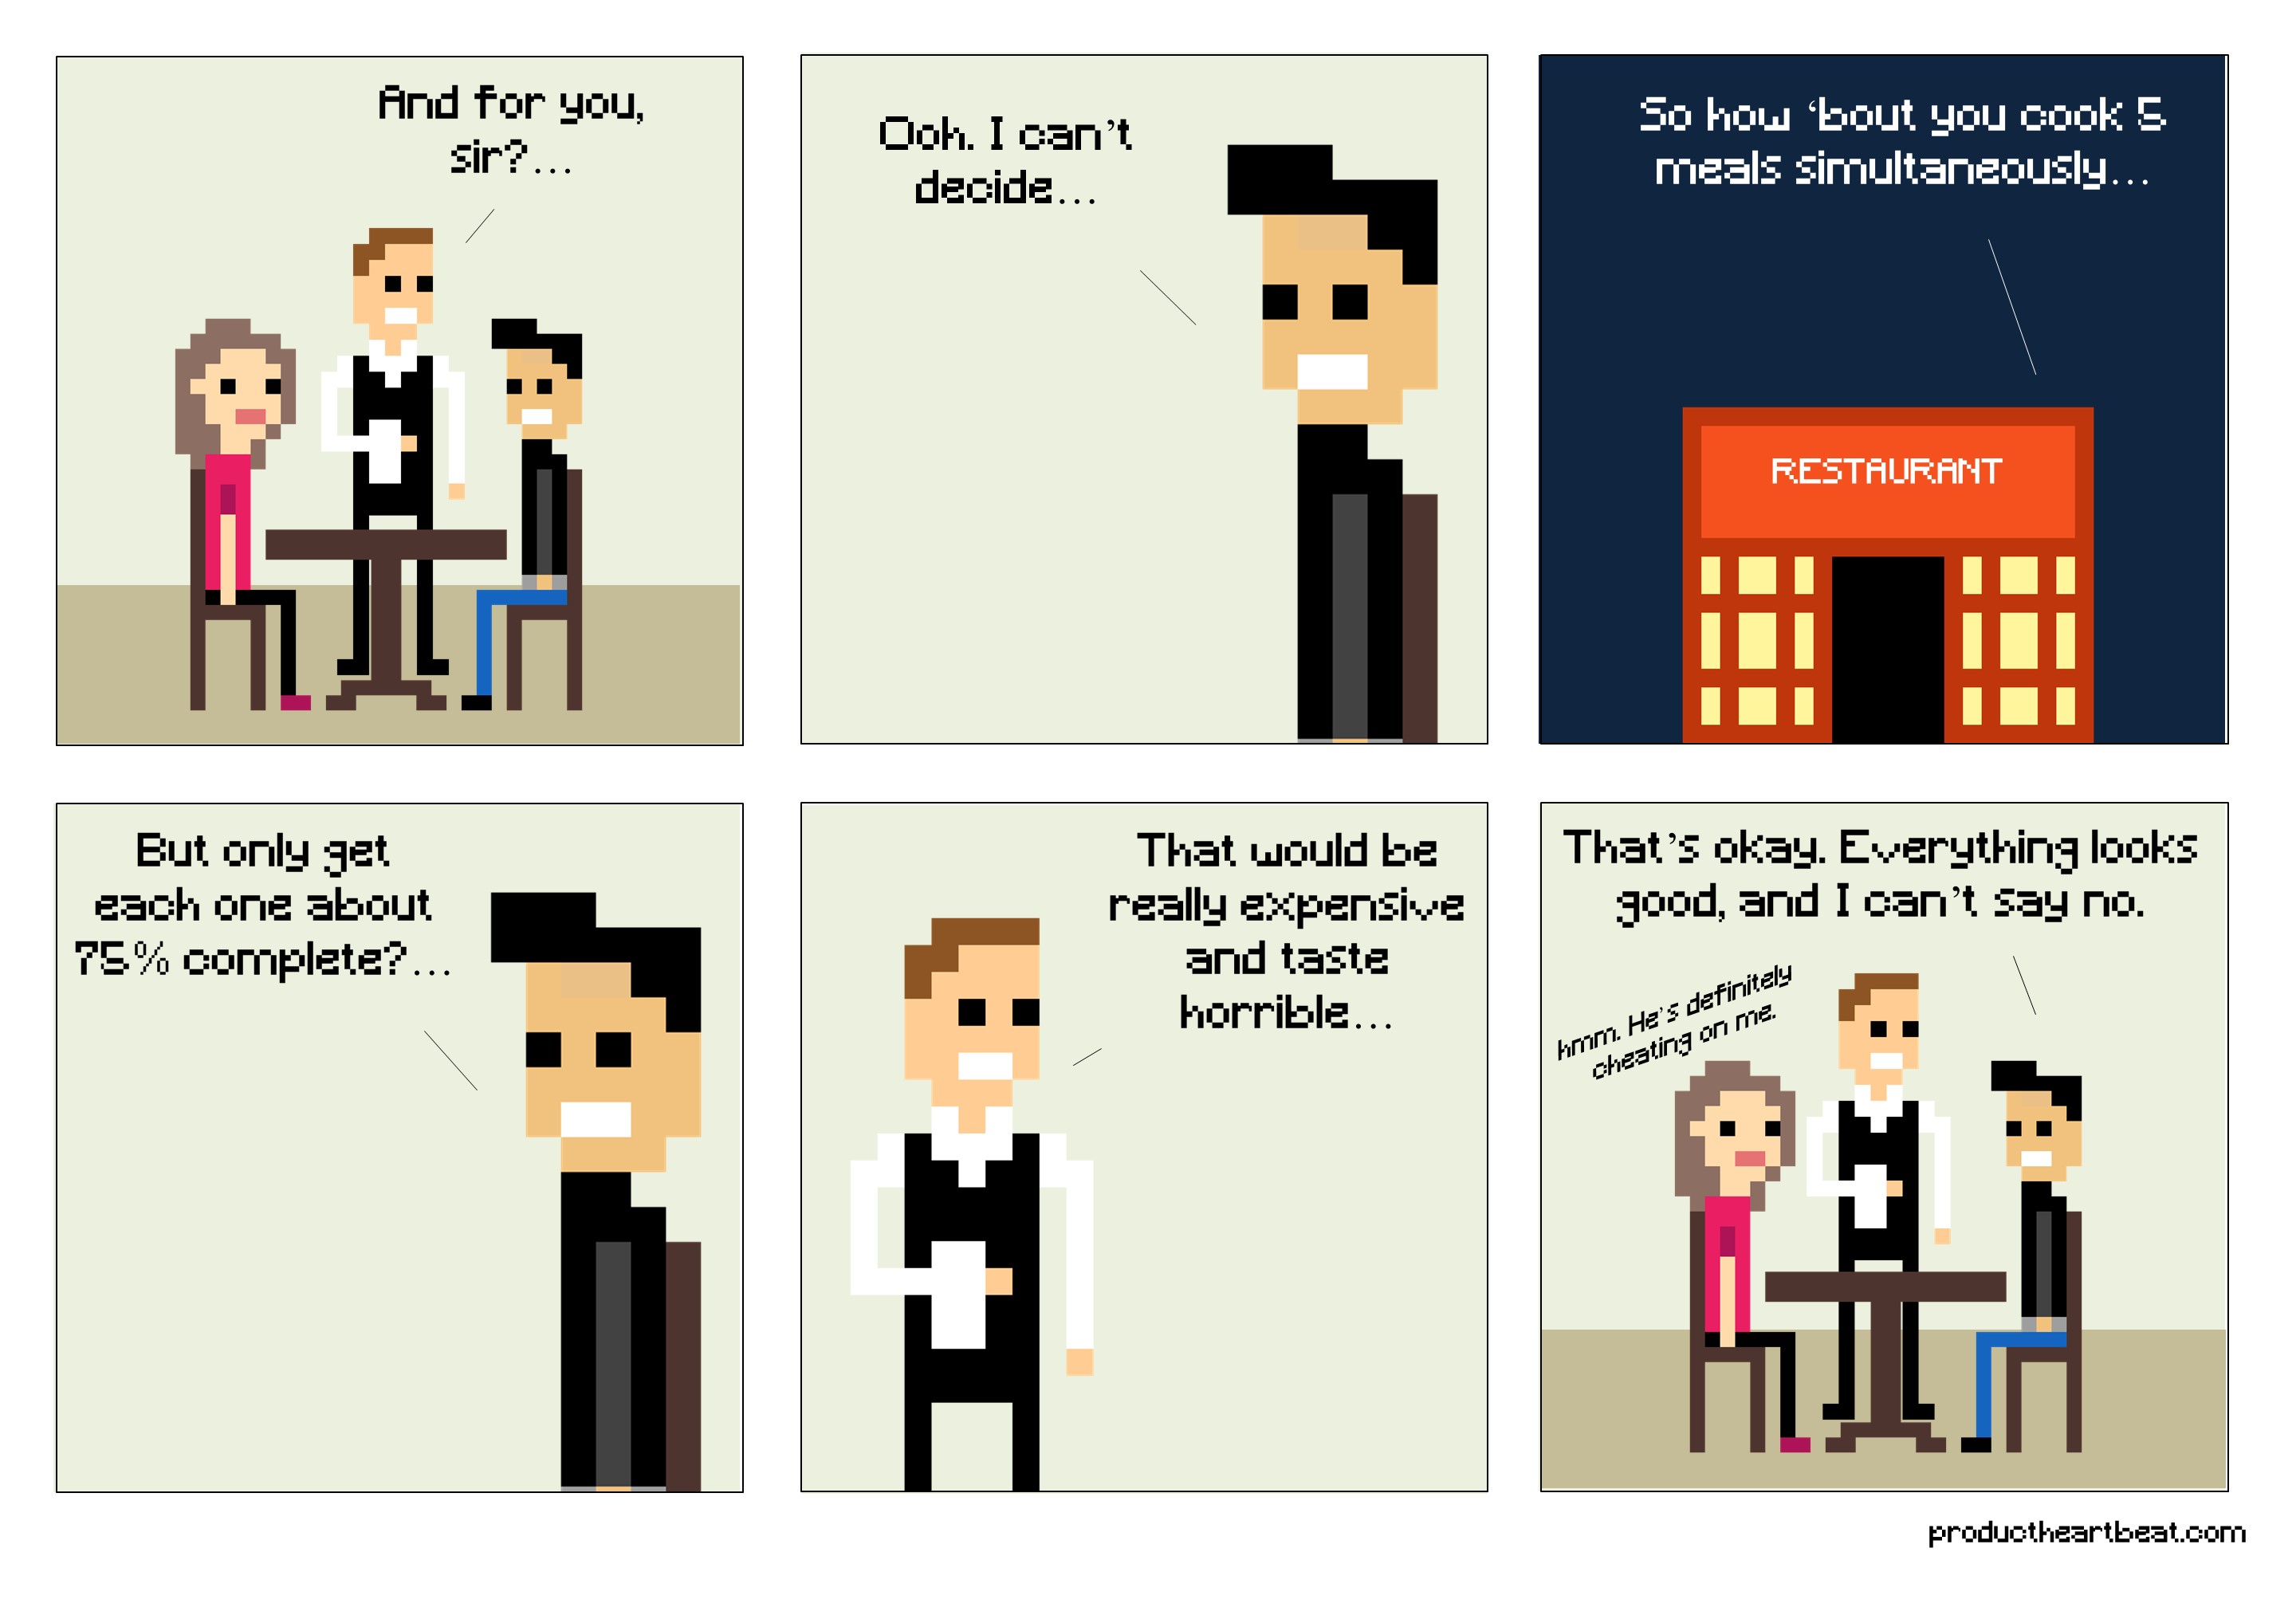 And for you,
sir?...
Ooh. I can't
decide...
So how 'bout you cook 5
meals simultaneously...
RESTAURANT
But only get
each one about
75% complete?...
That would be
really expensive
and taste
horrible...
That's okay. Everything looks
good, and I can't say no.
hmm. He's definitely
cheating on me.
productheartbeat.com